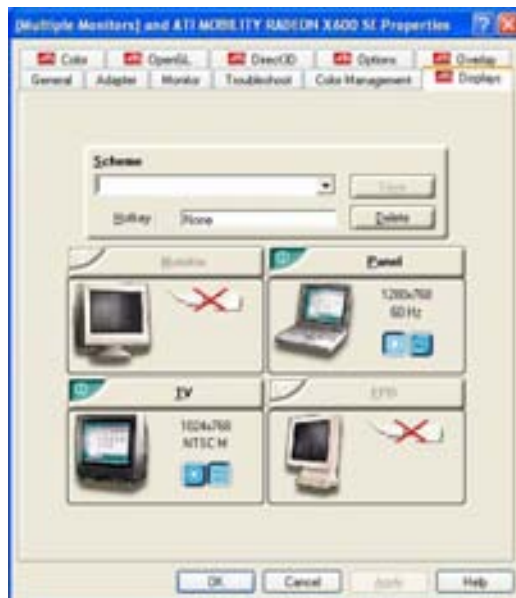 (Multiple Monitors) and ATI MOBILITY RADEON X600 SE Properties
Color OpenGL Direct3D Options Overlay
General Adapter Monitor Troubleshoot Color Management Displays
Scheme
Save
Hotkey None Delete
Monitor Panel
1280x768
60 Hz
TV FPD
1024x768
NTSC M
OK Cancel Apply Help